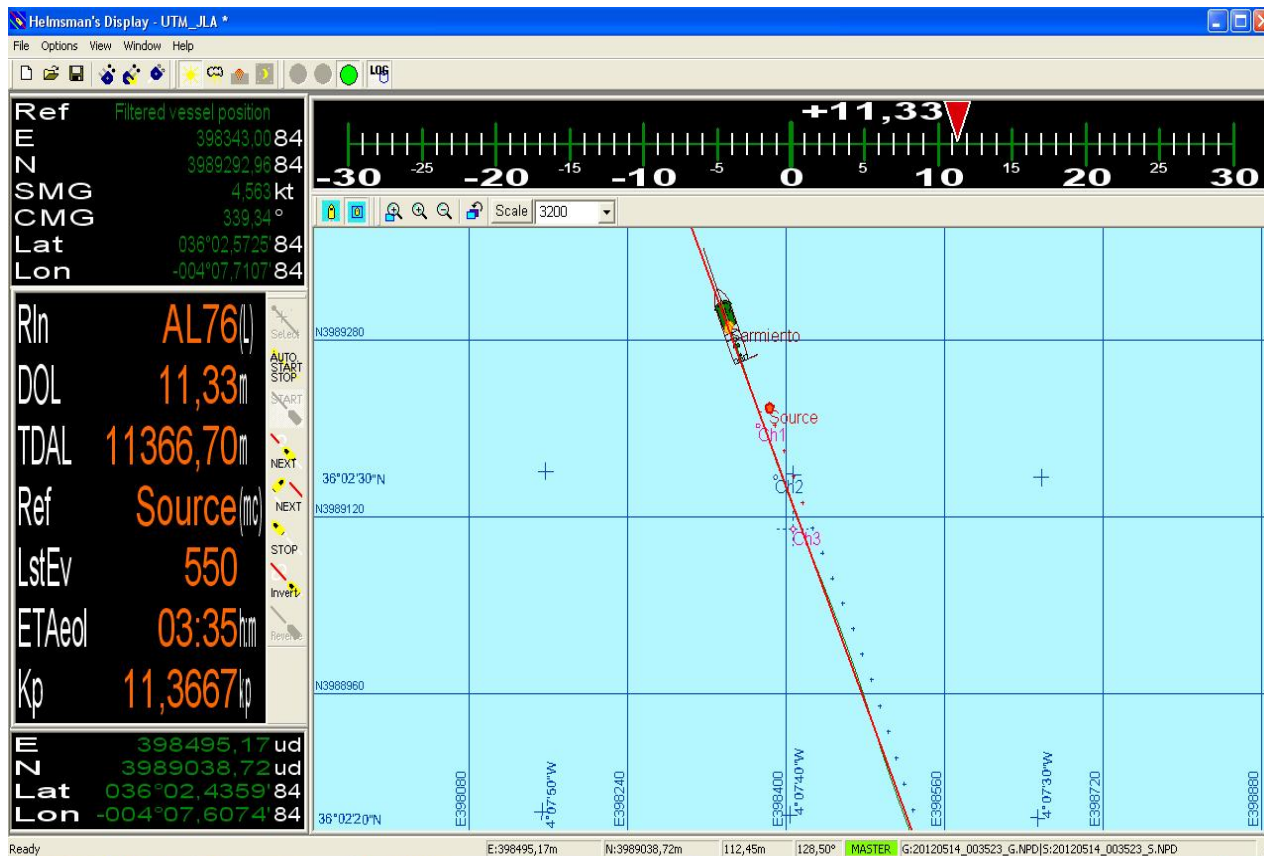 Helmsman's Display - UTM_JLA *
File Options View Window Help
LOG
Ref Filtered vessel position
E 398343,00 84
N 3989292,96 84
SMG 4,563 kt
CMG 339,34 °
Lat 036°02,5725' 84
Lon -004°07,7107' 84
+11,33
-30 -25 -20 -15 -10 -5 0 5 10 15 20 25 30
Scale 3200
Rln AL76(L)
DOL 11,33m
TDAL 11366,70m
Ref Source(mc)
LstEv 550
ETAeol 03:35h:m
Kp 11,3667kp
Select
AUTO START STOP
START
NEXT
NEXT
STOP
Invert
Reverse
N3989280
Sarmiento
Source
Ch1
36°02'30"N
Ch2
N3989120
Ch3
N3988960
36°02'20"N
E398080
4°07'50"W
E398240
E398400
4°07'40"W
E398560
4°07'30"W
E398720
E398880
E 398495,17 ud
N 3989038,72 ud
Lat 036°02,4359' 84
Lon -004°07,6074' 84
Ready E:398495,17m N:3989038,72m 112,45m 128,50° MASTER G:20120514_003523_G.NPD|S:20120514_003523_S.NPD